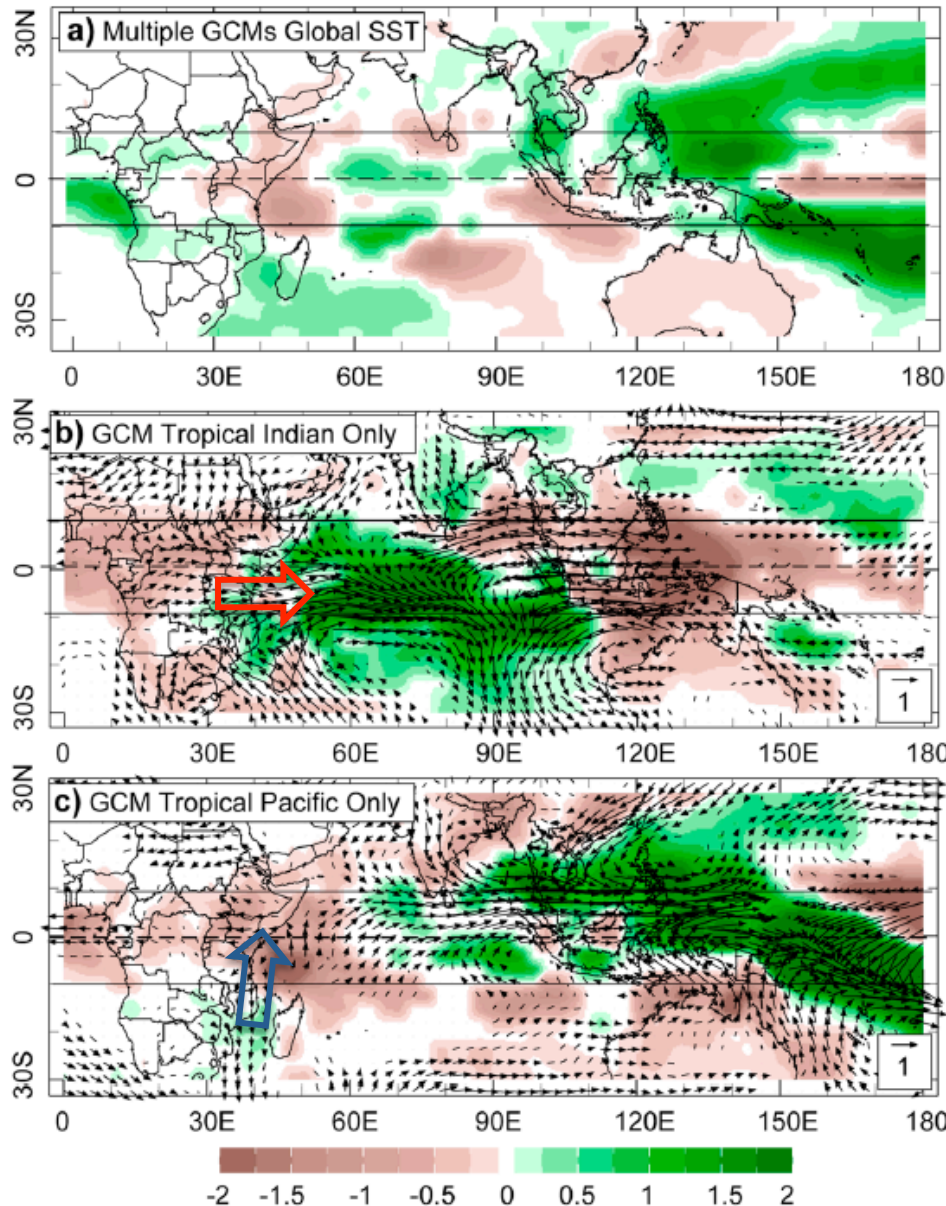 a) Multiple GCMs Global SST
30N
0
30S
0 30E 60E 90E 120E 150E 180
b) GCM Tropical Indian Only
30N
0
30S
1
0 30E 60E 90E 120E 150E 180
c) GCM Tropical Pacific Only
30N
0
30S
1
0 30E 60E 90E 120E 150E 180
-2 -1.5 -1 -0.5 0 0.5 1 1.5 2